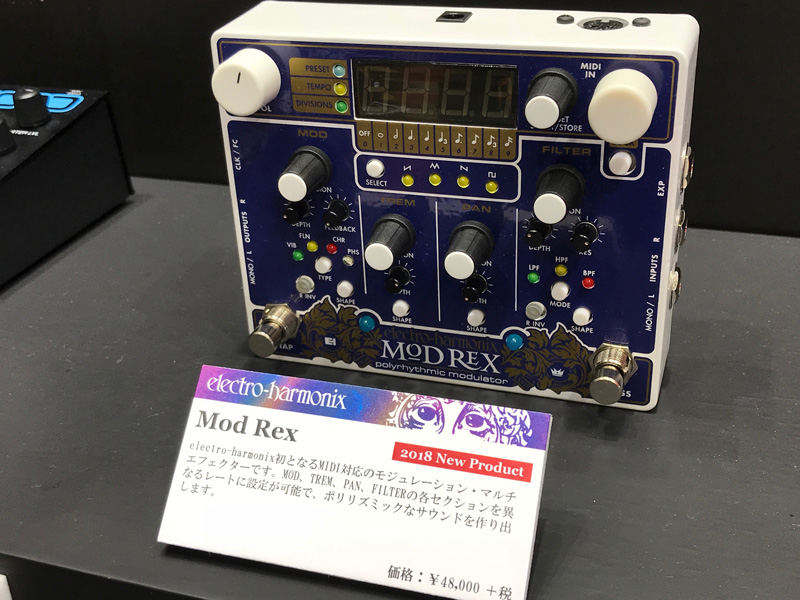 MIDI
IN
PRESET
TEMPO
DIVISIONS
/STORE
OFF
MOD
FILTER
SELECT
CLK / FC
EXP
MONO / L OUTPUTS R
MONO / L INPUTS R
PAN
DEPTH
FEEDBACK
DEPTH
RES
VIB
FLN
CHR
PHS
TYPE
R INV
SHAPE
SHAPE
SHAPE
LPF
HPF
BPF
MODE
R INV
SHAPE
electro-harmonix
MOD REX
polyrhythmic modulator
electro-harmonix
Mod Rex
2018 New Product
electro-harmonix初となるMIDI対応のモジュレーション・マルチ
エフェクターです。MOD、TREM、PAN、FILTERの各セクションを異
なるレートに設定が可能で、ポリリズミックなサウンドを作り出
します。
価格:¥48,000 +税